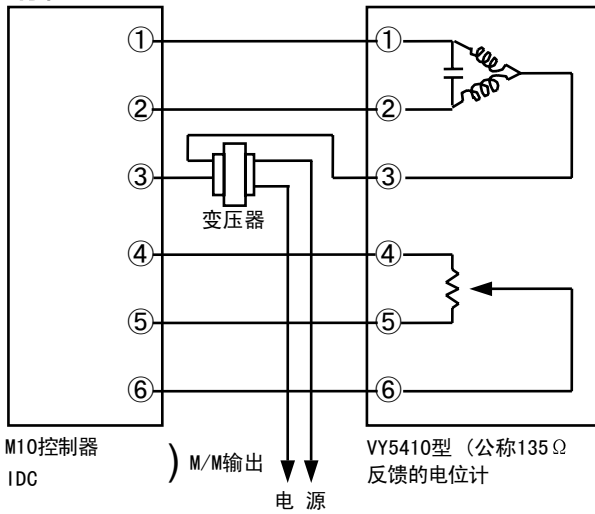 ①
①
②
②
③
③
变压器
④
④
⑤
⑤
⑥
⑥
M10控制器
IDC
) M/M输出
VY5410型 (公称135Ω
反馈的电位计
电 源